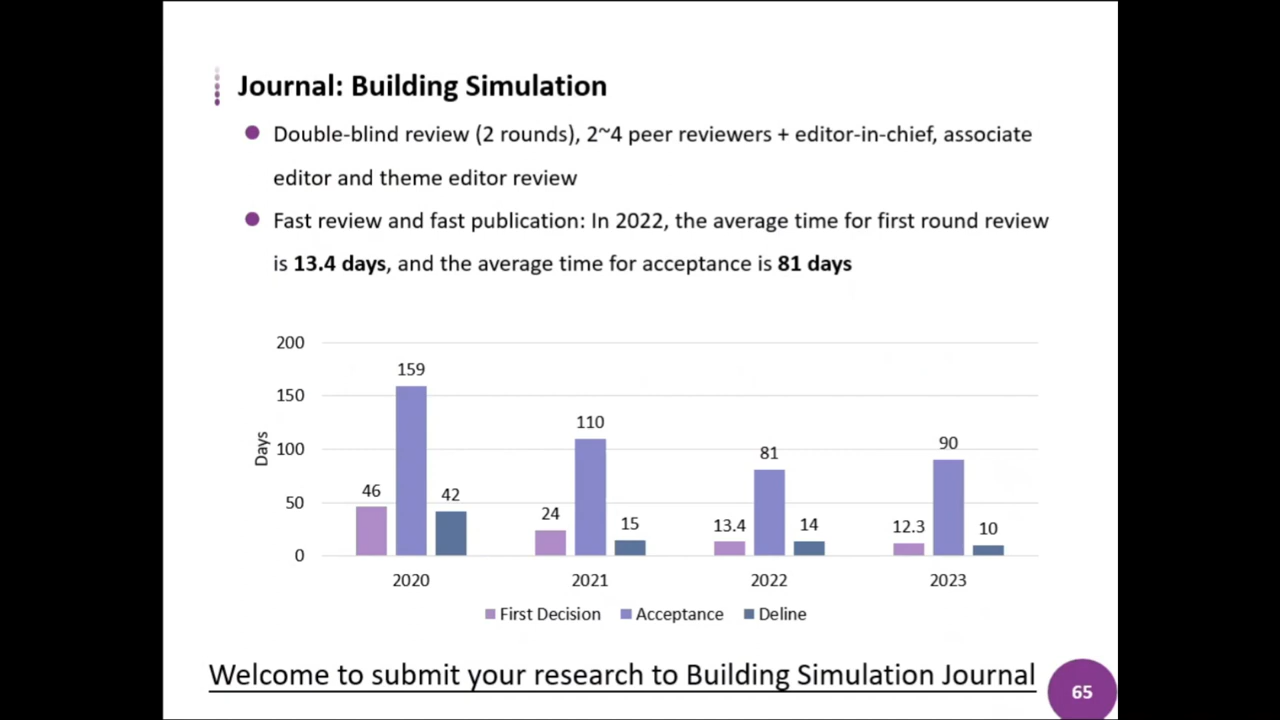 Journal: Building Simulation
Double-blind review (2 rounds), 2~4 peer reviewers + editor-in-chief, associate
editor and theme editor review
Fast review and fast publication: In 2022, the average time for first round review
is 13.4 days, and the average time for acceptance is 81 days
200
150
100
50
0
Days
46
159
42
24
110
15
13.4
81
14
12.3
90
10
2020
2021
2022
2023
First Decision
Acceptance
Deline
Welcome to submit your research to Building Simulation Journal
65